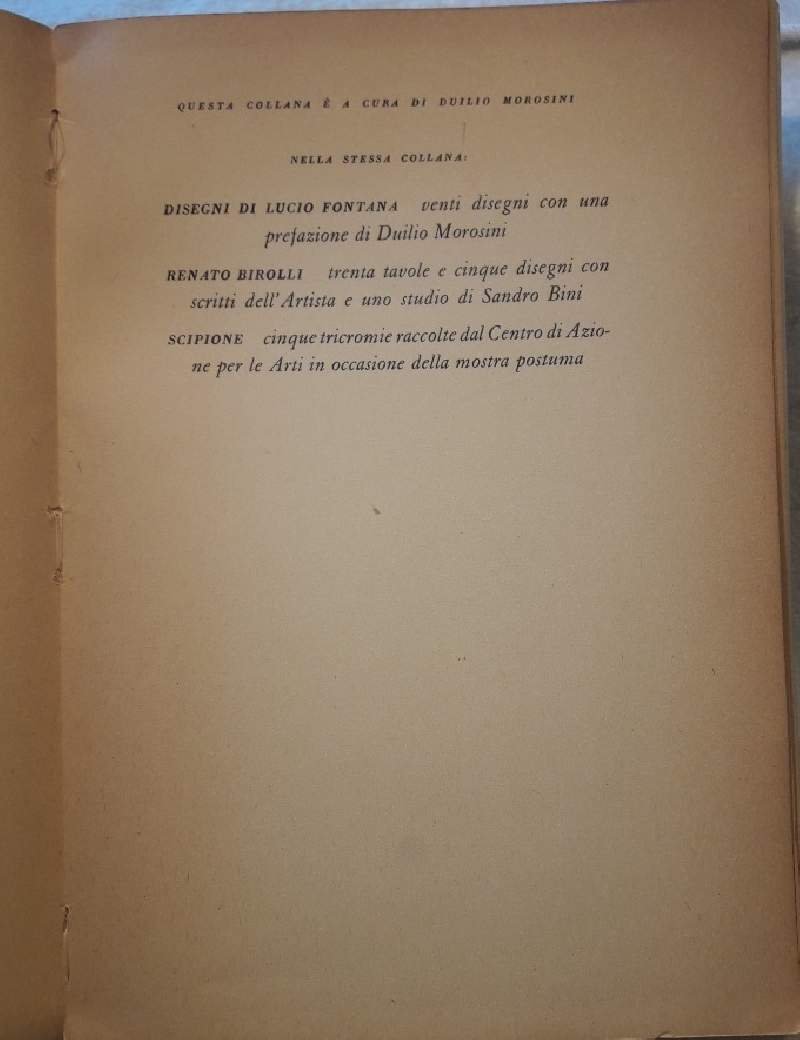 QUESTA COLLANA È A CURA DI DUILIO MOROSINI
NELLA STESSA COLLANA:
DISEGNI DI LUCIO FONTANA venti disegni con una
prefazione di Duilio Morosini
RENATO BIROLLI trenta tavole e cinque disegni con
scritti dell'Artista e uno studio di Sandro Bini
SCIPIONE cinque tricromie raccolte dal Centro di Azio-
ne per le Arti in occasione della mostra postuma